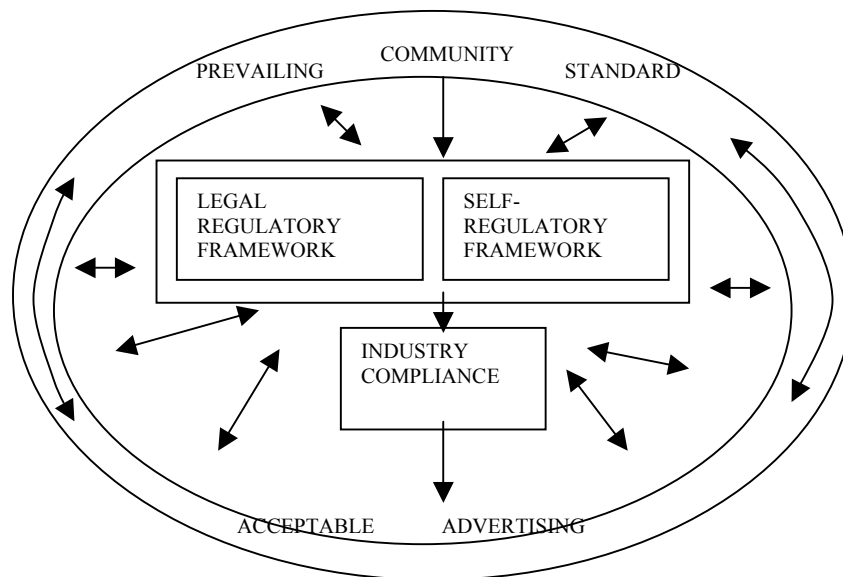 PREVAILING COMMUNITY STANDARD
LEGAL
REGULATORY
FRAMEWORK
SELF-
REGULATORY
FRAMEWORK
INDUSTRY
COMPLIANCE
ACCEPTABLE ADVERTISING